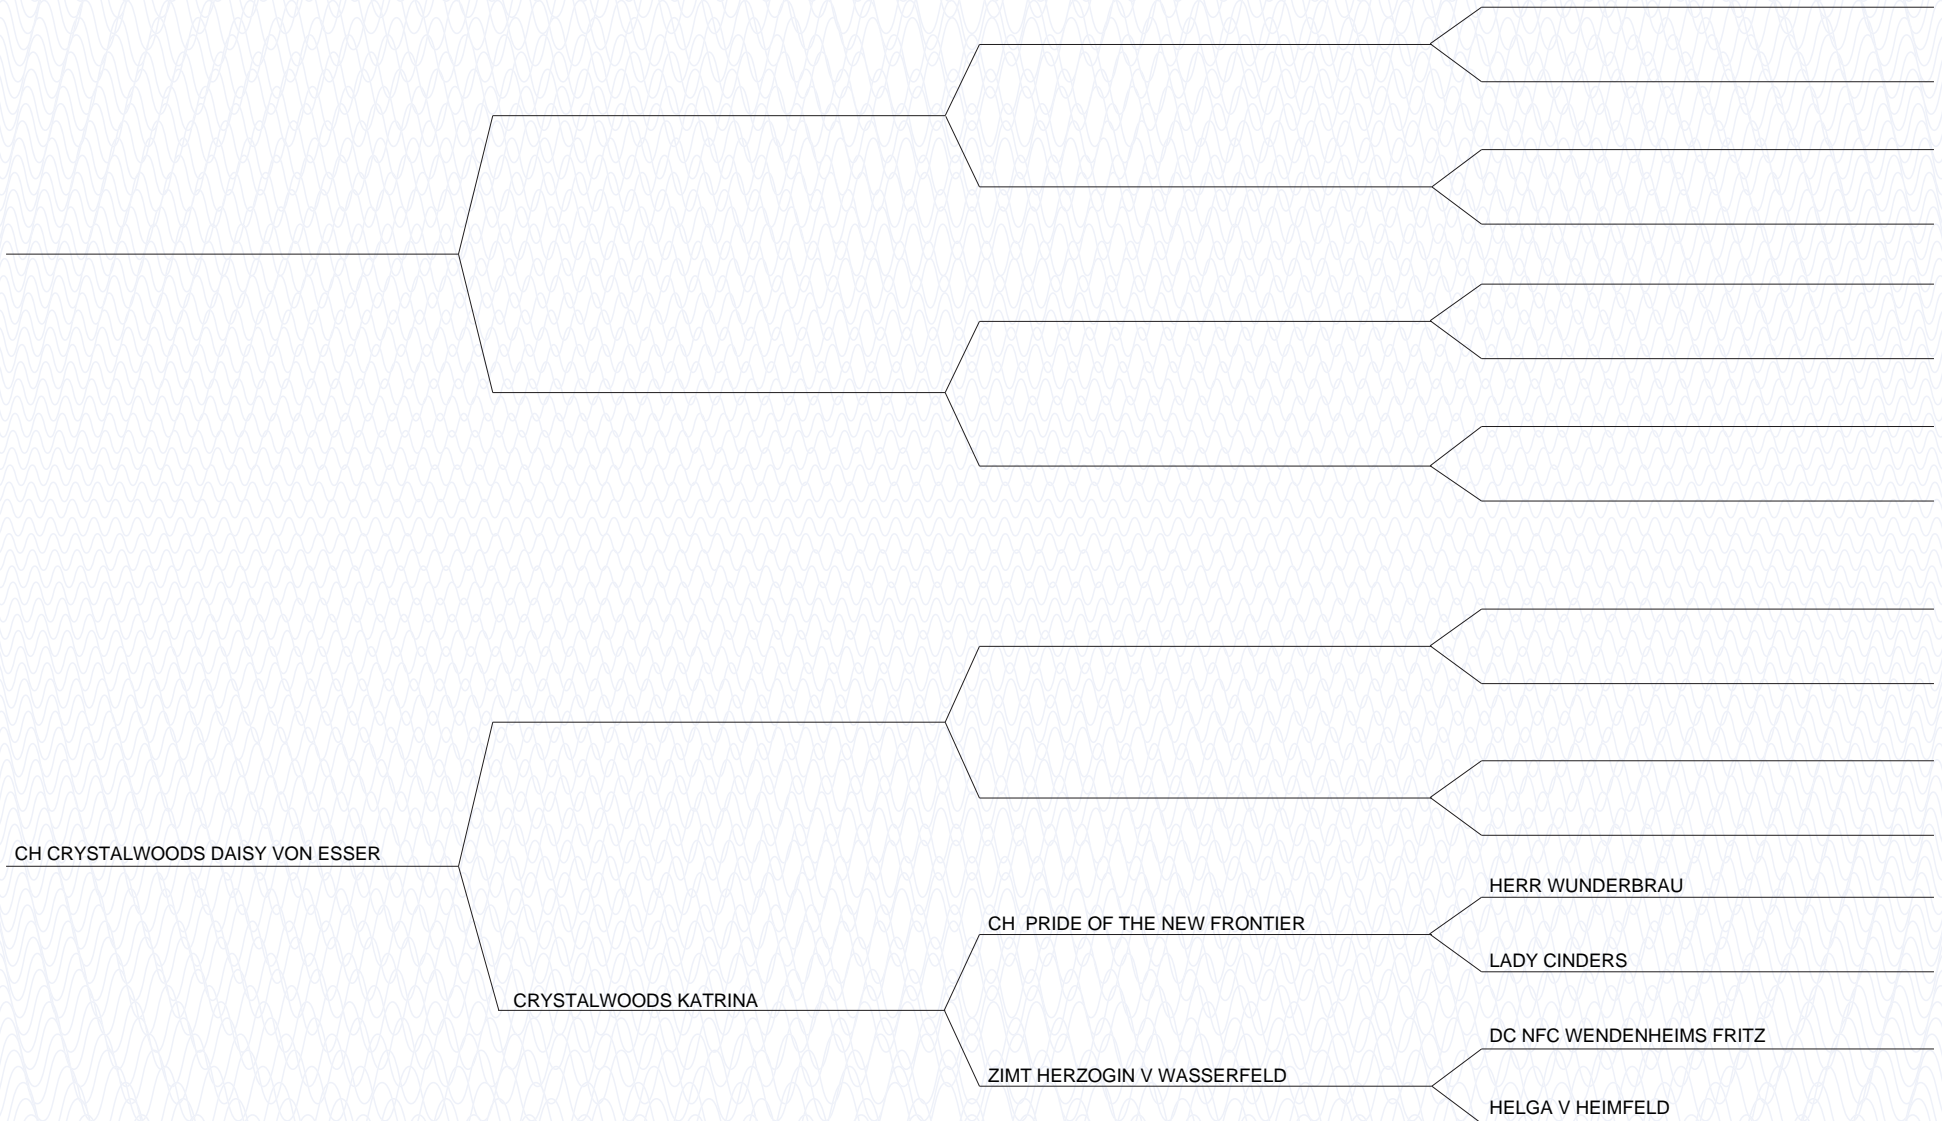 CH CRYSTALWOODS DAISY VON ESSER
HERR WUNDERBRAU
CH  PRIDE OF THE NEW FRONTIER
LADY CINDERS
CRYSTALWOODS KATRINA
DC NFC WENDENHEIMS FRITZ
ZIMT HERZOGIN V WASSERFELD
HELGA V HEIMFELD